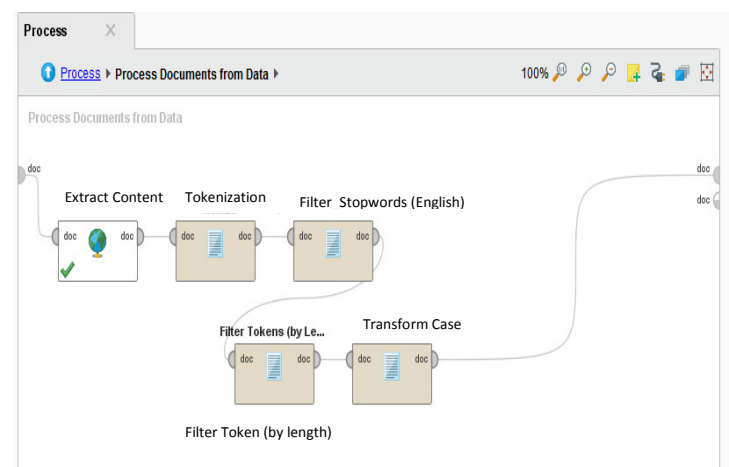 Process
Process Documents from Data
100%
Process Documents from Data
doc
doc
doc
Extract Content
Tokenization
Filter Stopwords (English)
doc doc
doc doc
doc doc
Filter Tokens (by Le...
Transform Case
doc doc
doc doc
Filter Token (by length)